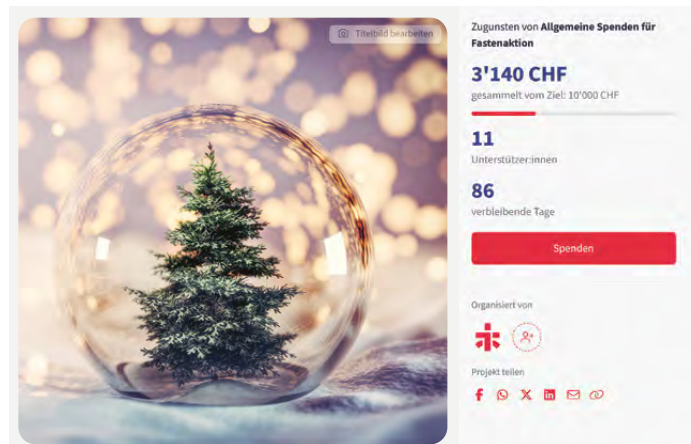 Titelbild bearbeiten
Zugunsten von Allgemeine Spenden für
Fastenaktion
3'140 CHF
gesammelt vom Ziel: 10'000 CHF
11
Unterstützer:innen
86
verbleibende Tage
Spenden
Organisiert von
Projekt teilen